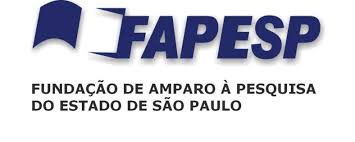 FAPESP
FUNDAÇÃO DE AMPARO À PESQUISA
DO ESTADO DE SÃO PAULO